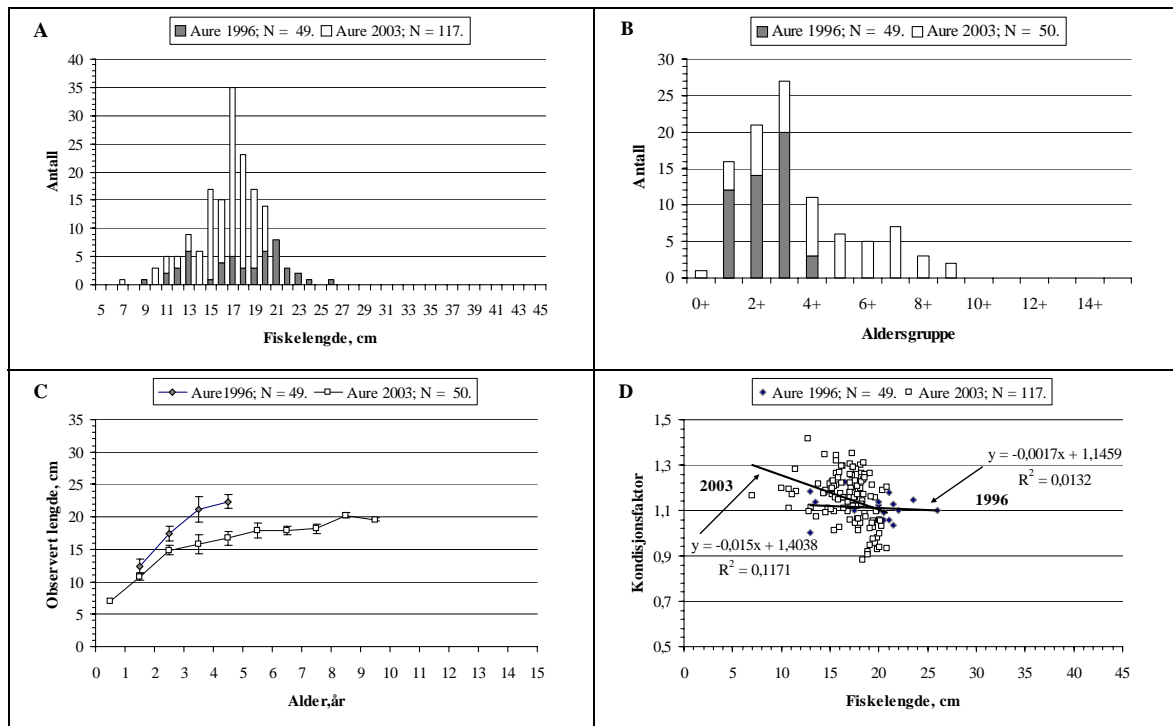 A
Aure 1996; N = 49. Aure 2003; N = 117.
40
35
30
25
20
15
10
5
0
Antall
5 7 9 11 13 15 17 19 21 23 25 27 29 31 33 35 37 39 41 43 45
Fiskelengde, cm
B
Aure 1996; N = 49. Aure 2003; N = 50.
30
25
20
15
10
5
0
Antall
0+ 2+ 4+ 6+ 8+ 10+ 12+ 14+
Aldersgruppe
C
Aure1996; N = 49. Aure 2003; N = 50.
35
30
25
20
15
10
5
0
Observert lengde, cm
0 1 2 3 4 5 6 7 8 9 10 11 12 13 14 15
Alder,år
D
Aure 1996; N = 49. Aure 2003; N = 117.
1,5
1,3
1,1
0,9
0,7
0,5
Kondisjonsfaktor
2003
y = -0,0017x + 1,1459
R² = 0,0132
1996
y = -0,015x + 1,4038
R² = 0,1171
0 5 10 15 20 25 30 35 40 45
Fiskelengde, cm